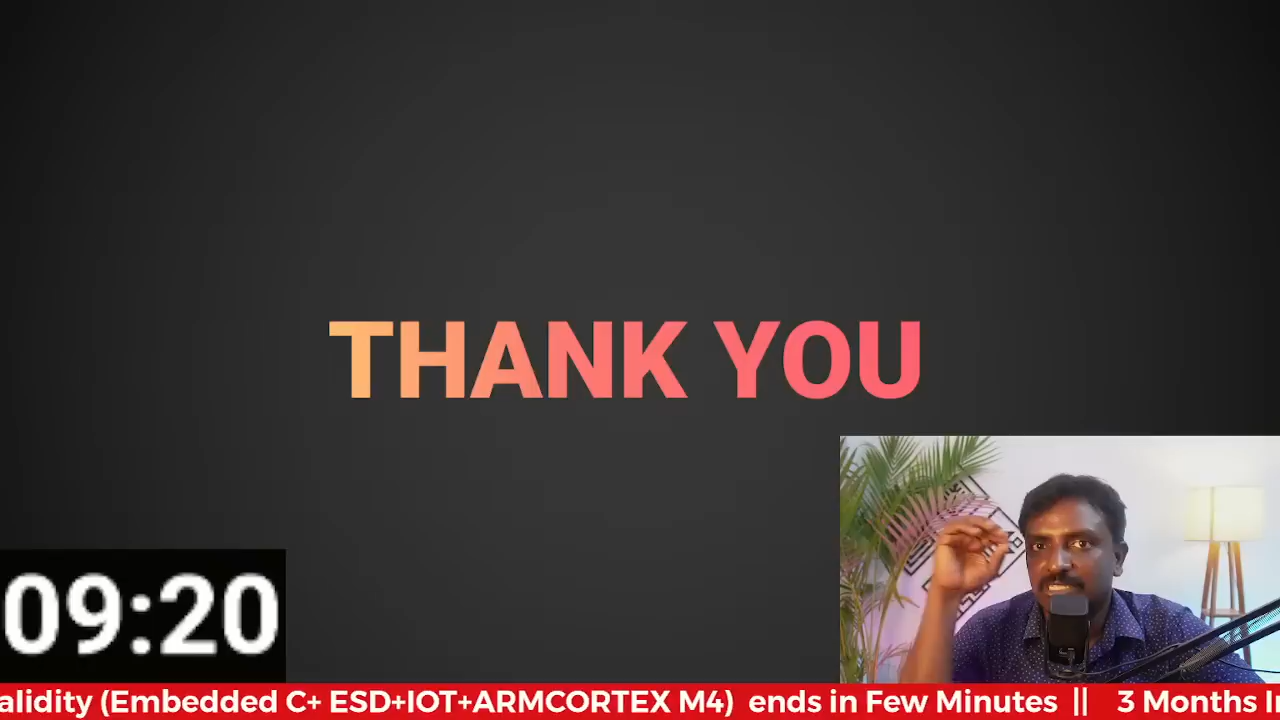 THANK YOU
09:20
alidity (Embedded C+ ESD+IOT+ARMCORTEX M4) ends in Few Minutes || 3 Months I